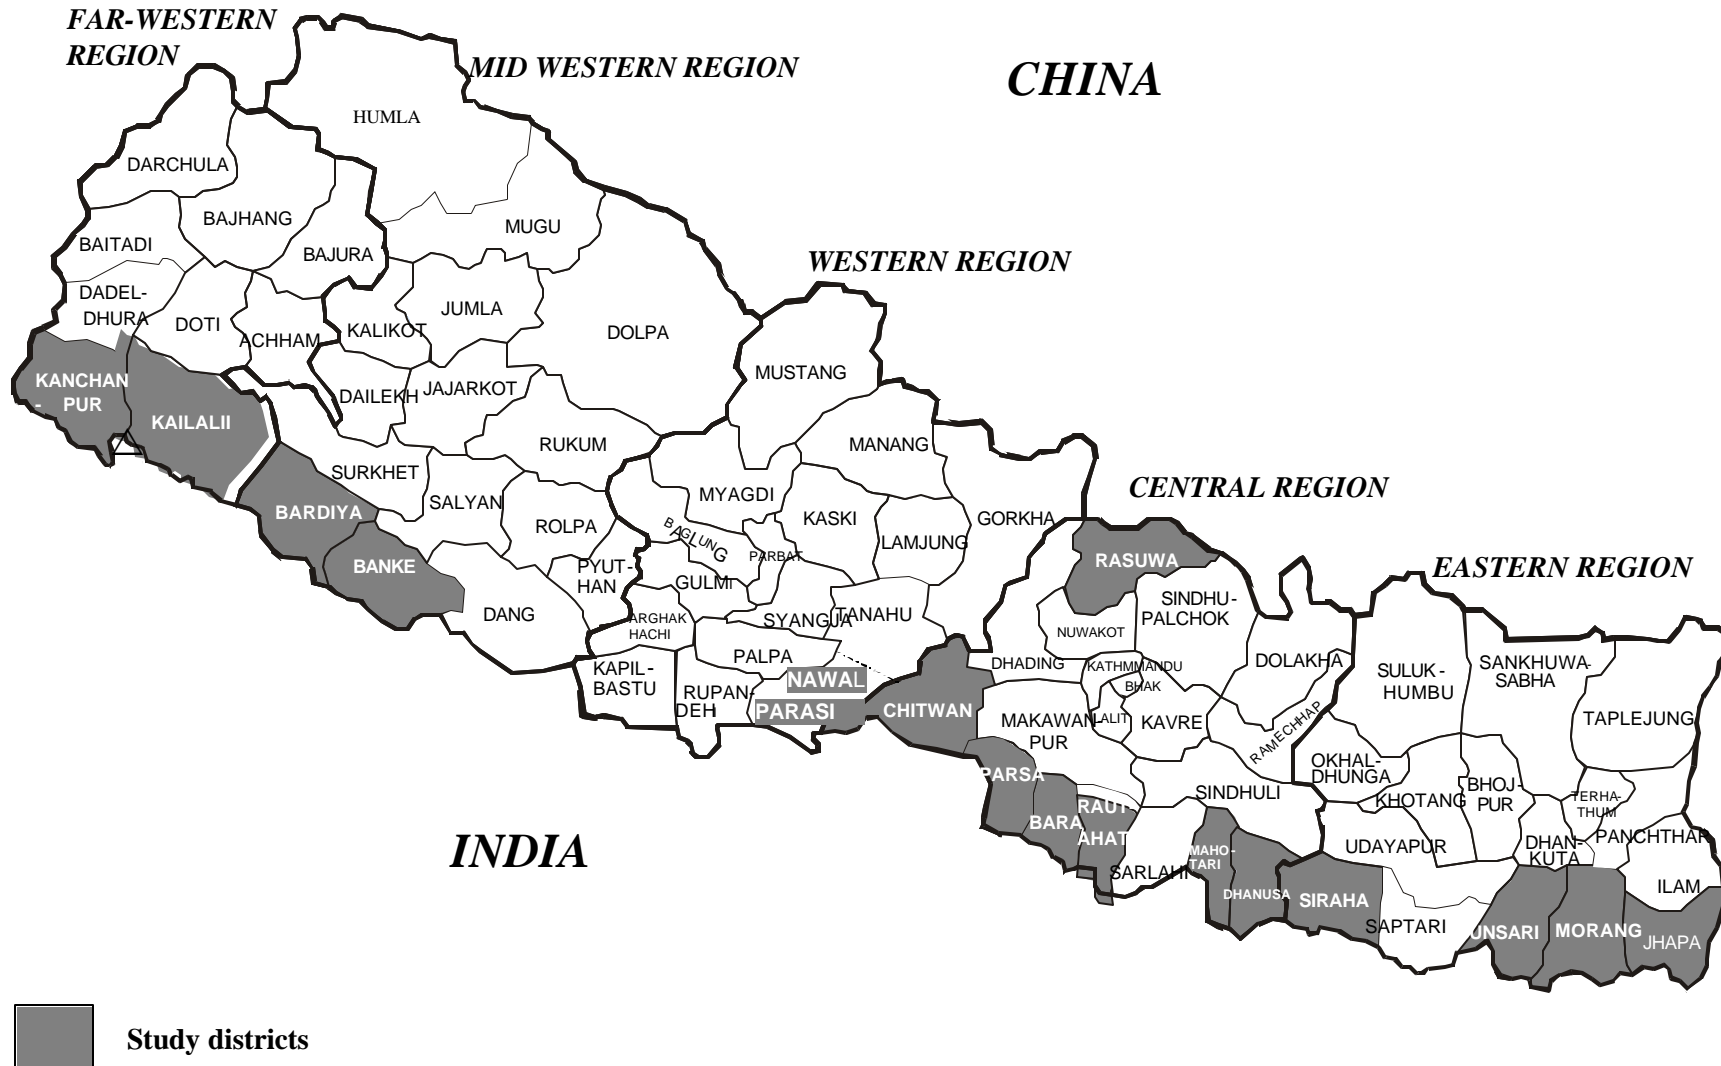 FAR-WESTERN
REGION
MID WESTERN REGION
CHINA
HUMLA
DARCHULA
BAJHANG
MUGU
BAITADI
BAJURA
WESTERN REGION
DADEL-
DHURA
DOTI
ACHHAM
KALIKOT
JUMLA
DOLPA
MUSTANG
KANCHAN
- PUR
KAILALII
DAILEKH
JAJARKOT
RUKUM
MANANG
SURKHET
SALYAN
MYAGDI
KASKI
GORKHA
CENTRAL REGION
BARDIYA
ROLPA
BAGLUNG
PARBAT
LAMJUNG
RASUWA
EASTERN REGION
BANKE
PYUT-
HAN
GULMI
DANG
ARGHAK
HACHI
SYANGJA
TANAHU
NUWAKOT
SINDHU-
PALCHOK
KAPIL-
BASTU
PALPA
NAWAL
PARASI
RUPAN-
DEH
CHITWAN
DHADING
KATHMMANDU
BHAK
LALIT
KAVRE
DOLAKHA
RAMECHHAP
SULUK-
HUMBU
SANKHUWA-
SABHA
TAPLEJUNG
MAKAWAN
PUR
OKHAL-
DHUNGA
KHOTANG
BHOJ-
PUR
TERHA-
THUM
PANCHTHAR
PARSA
BARA
RAUT-
AHAT
SINDHULI
SARLAHI
MAHO-
TARI
DHANUSA
SIRAHA
UDAYAPUR
DHAN-
KUTA
ILAM
SAPTARI
UNSARI
MORANG
JHAPA
INDIA
Study districts